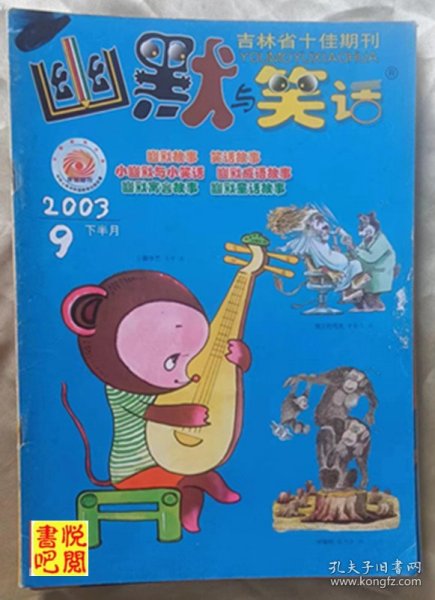 吉林省十佳期刊
YOUMOYUXIAOHUA
幽默与笑话
®
幽默故事 笑话故事
小幽默与小笑话 幽默成语故事
幽默寓言故事 幽默童话故事
2003
9 下半月
悦阅
書吧
孔夫子旧书网
www.kongfz.com